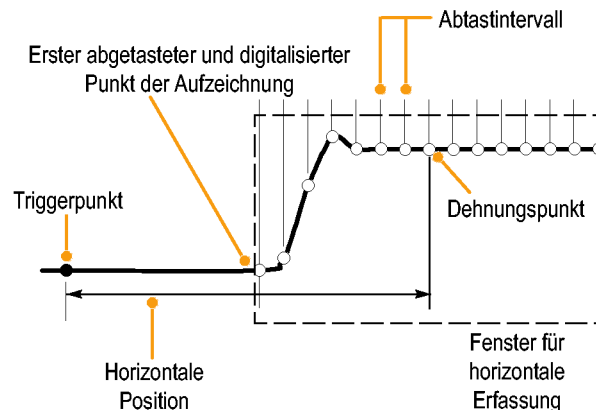 Abtastintervall
Erster abgetasteter und digitalisierter
Punkt der Aufzeichnung
Triggerpunkt
Dehnungspunkt
Horizontale
Position
Fenster für
horizontale
Erfassung